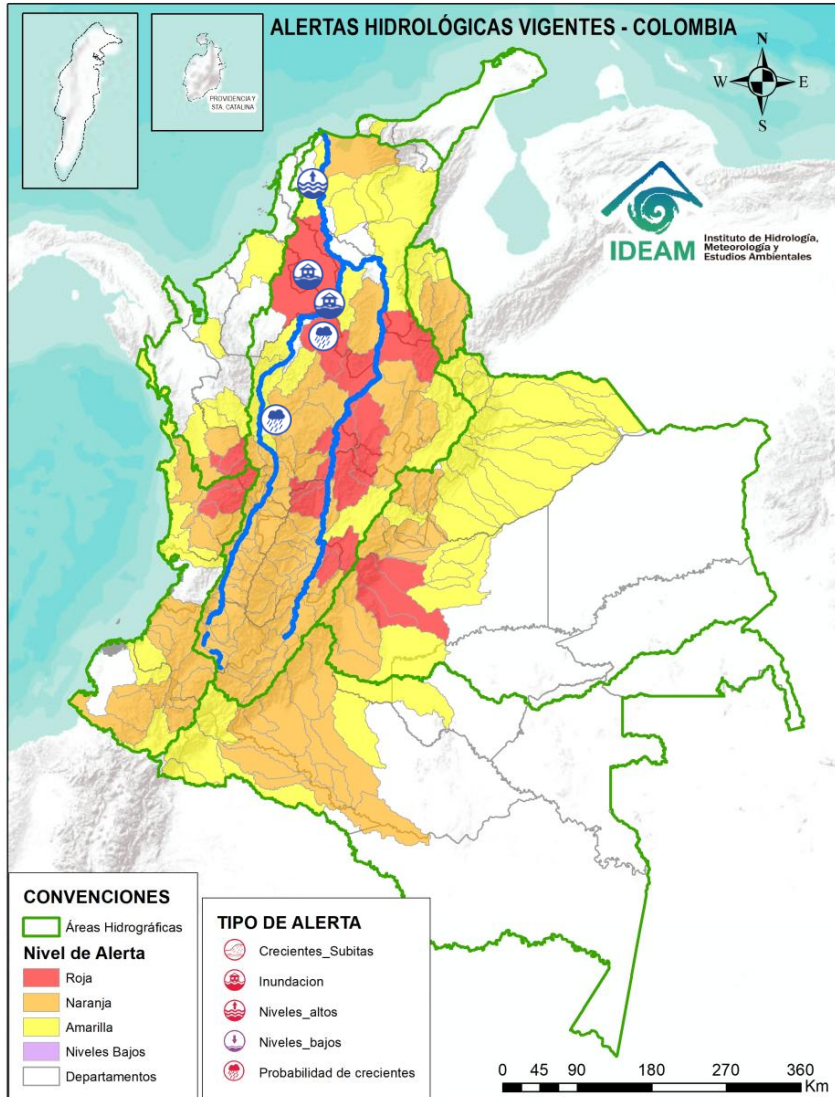 ALERTAS HIDROLÓGICAS VIGENTES - COLOMBIA
PROVIDENCIA Y
STA. CATALINA
N
W
E
S
IDEAM
Instituto de Hidrología,
Meteorología y
Estudios Ambientales
CONVENCIONES
Áreas Hidrográficas
Nivel de Alerta
Roja
Naranja
Amarilla
Niveles Bajos
Departamentos
TIPO DE ALERTA
Crecientes_Subitas
Inundacion
Niveles_altos
Niveles_bajos
Probabilidad de crecientes
0 45 90 180 270 360
Km